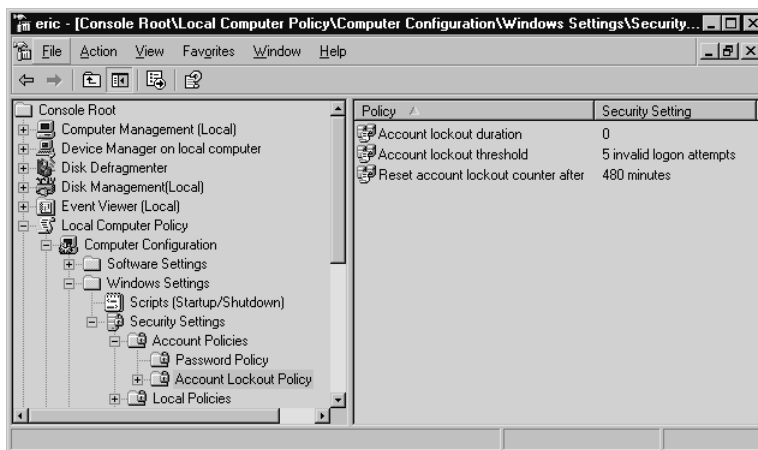 eric - [Console Root\Local Computer Policy\Computer Configuration\Windows Settings\Security...
File Action View Favorites Window Help
Console Root
Computer Management (Local)
Device Manager on local computer
Disk Defragmenter
Disk Management(Local)
Event Viewer (Local)
Local Computer Policy
Computer Configuration
Software Settings
Windows Settings
Scripts (Startup/Shutdown)
Security Settings
Account Policies
Password Policy
Account Lockout Policy
Local Policies
Policy Security Setting
Account lockout duration 0
Account lockout threshold 5 invalid logon attempts
Reset account lockout counter after 480 minutes